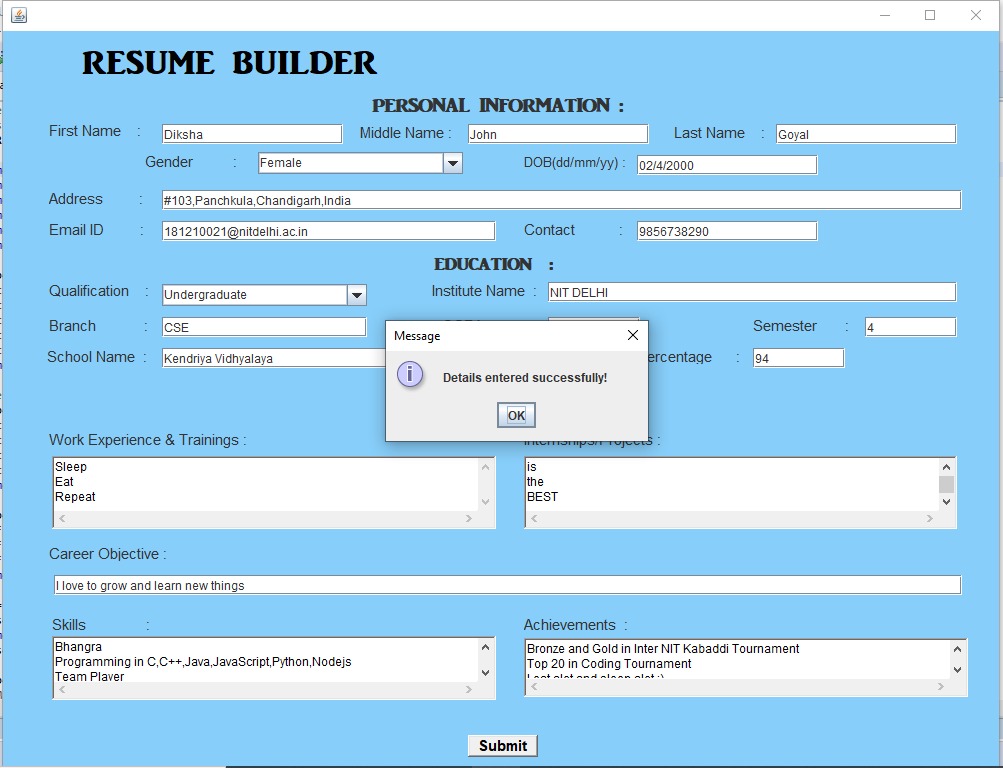 RESUME BUILDER
PERSONAL INFORMATION :
First Name : Diksha Middle Name : John Last Name : Goyal
Gender : Female DOB(dd/mm/yy) : 02/4/2000
Address : #103,Panchkula,Chandigarh,India
Email ID : 181210021@nitdelhi.ac.in Contact : 9856738290
EDUCATION :
Qualification : Undergraduate Institute Name : NIT DELHI
Branch : CSE Semester : 4
School Name : Kendriya Vidhyalaya ercentage : 94
Message
Details entered successfully!
OK
Work Experience & Trainings : Internships/Projects :
Sleep
Eat
Repeat
is
the
BEST
Career Objective :
I love to grow and learn new things
Skills :
Bhangra
Programming in C,C++,Java,JavaScript,Python,Nodejs
Team Player
Achievements :
Bronze and Gold in Inter NIT Kabaddi Tournament
Top 20 in Coding Tournament
Submit